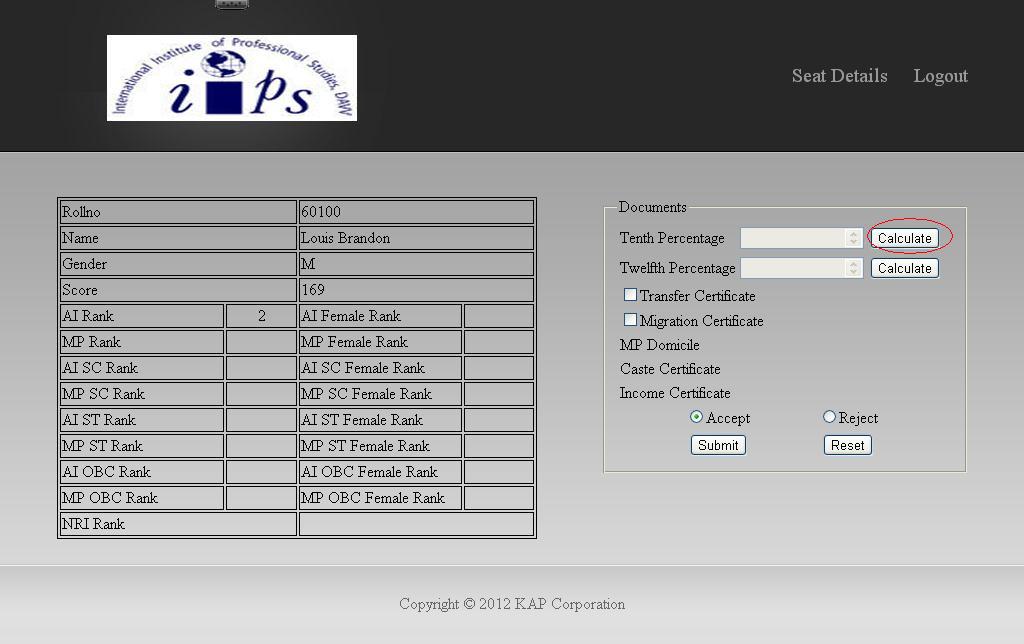 International Institute of Professional Studies, DAVV
ips
Seat Details Logout
Rollno 60100
Name Louis Brandon
Gender M
Score 169
AI Rank 2 AI Female Rank
MP Rank MP Female Rank
AI SC Rank AI SC Female Rank
MP SC Rank MP SC Female Rank
AI ST Rank AI ST Female Rank
MP ST Rank MP ST Female Rank
AI OBC Rank AI OBC Female Rank
MP OBC Rank MP OBC Female Rank
NRI Rank
Documents
Tenth Percentage Calculate
Twelfth Percentage Calculate
Transfer Certificate
Migration Certificate
MP Domicile
Caste Certificate
Income Certificate
Accept Reject
Submit Reset
Copyright © 2012 KAP Corporation